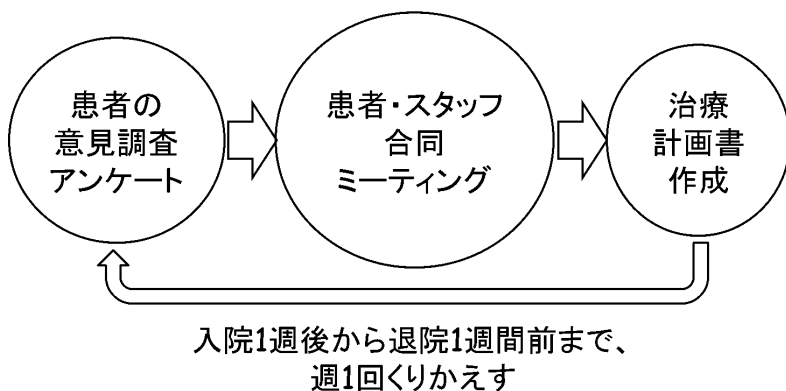 患者の
意見調査
アンケート
患者・スタッフ
合同
ミーティング
治療
計画書
作成
入院1週後から退院1週間前まで、
週1回くりかえす